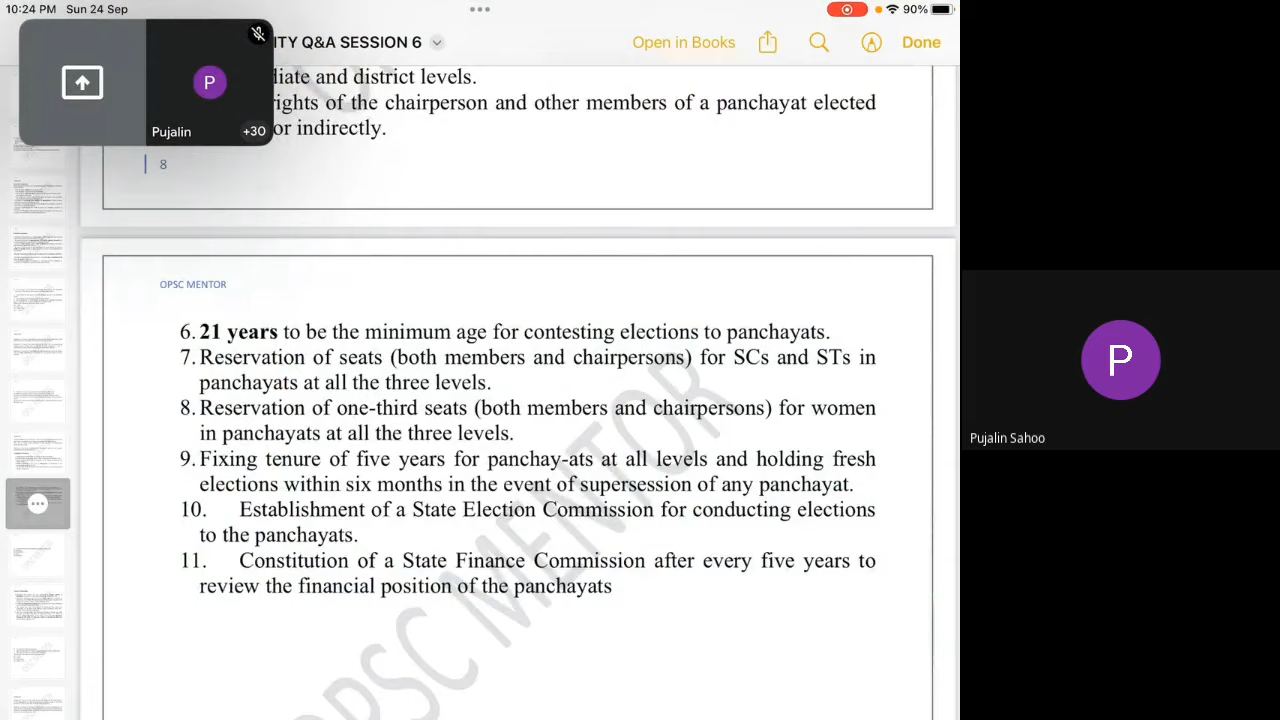 10:24 PM Sun 24 Sep
90%
ITY Q&A SESSION 6
Open in Books
Done
P
Pujalin
+30
diate and district levels.
rights of the chairperson and other members of a panchayat elected
or indirectly.
8
OPSC MENTOR
6. 21 years to be the minimum age for contesting elections to panchayats.
7. Reservation of seats (both members and chairpersons) for SCs and STs in
panchayats at all the three levels.
8. Reservation of one-third seats (both members and chairpersons) for women
in panchayats at all the three levels.
Fixing tenure of five years panchay-ats at all levels holding fresh
elections within six months in the event of supersession of any panchayat.
10. Establishment of a State Election Commission for conducting elections
to the panchayats.
11. Constitution of a State Finance Commission after every five years to
review the financial position of the panchayats
OPSC MENTOR
P
Pujalin Sahoo